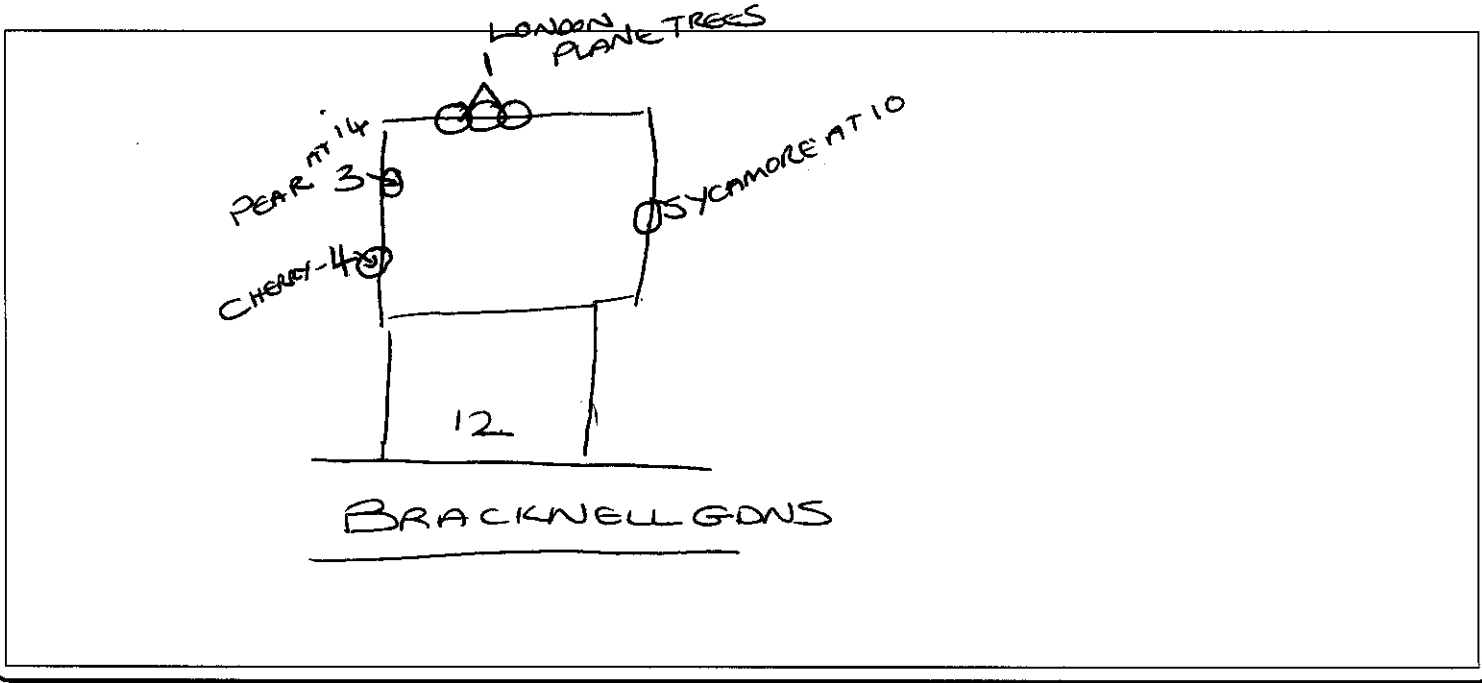 LONDON
PLANE TREES
1
PEAR AT 14
3
SYCAMORE AT 10
CHERRY-4
12
BRACKNELL GDNS